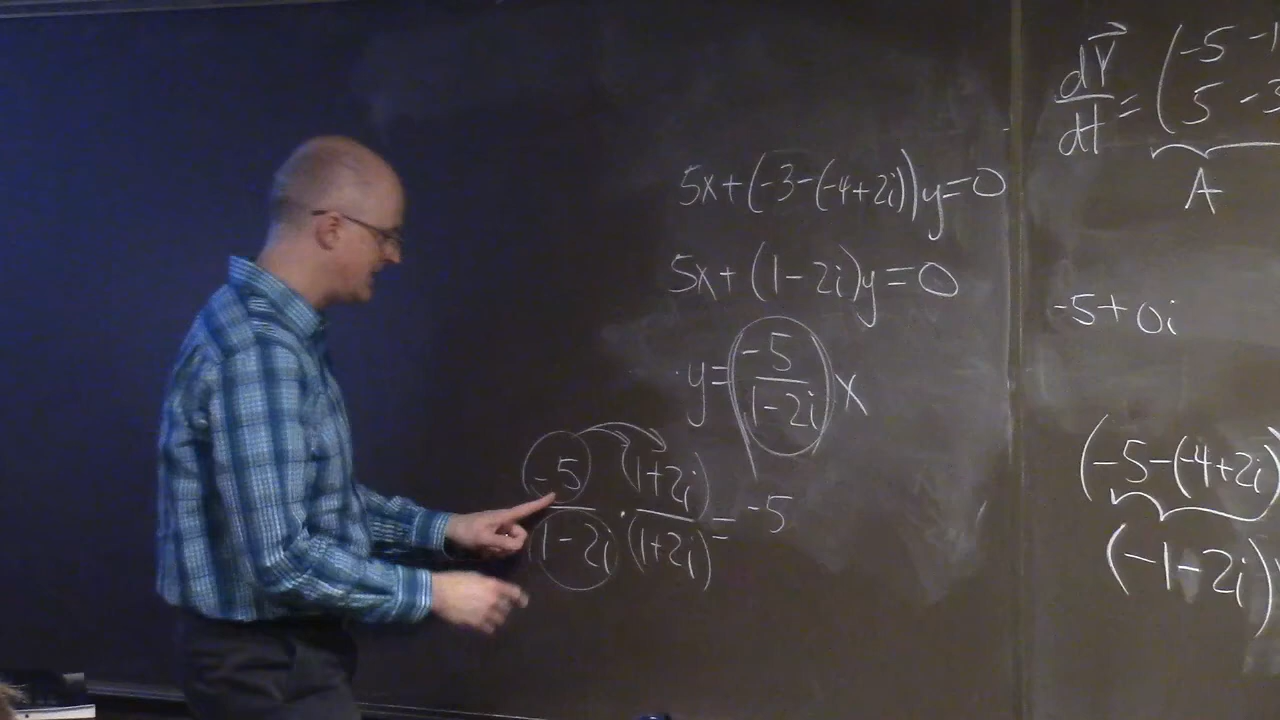 5x+(-3-(-4+2i))y=0
5x+(1-2i)y=0
y=-5/(1-2i) x
-5/(1-2i) · (1+2i)/(1+2i) = -5
dY/dt = (-5 -1
5 -3
A
-5+0i
(-5-(-4+2i)
(-1-2i)